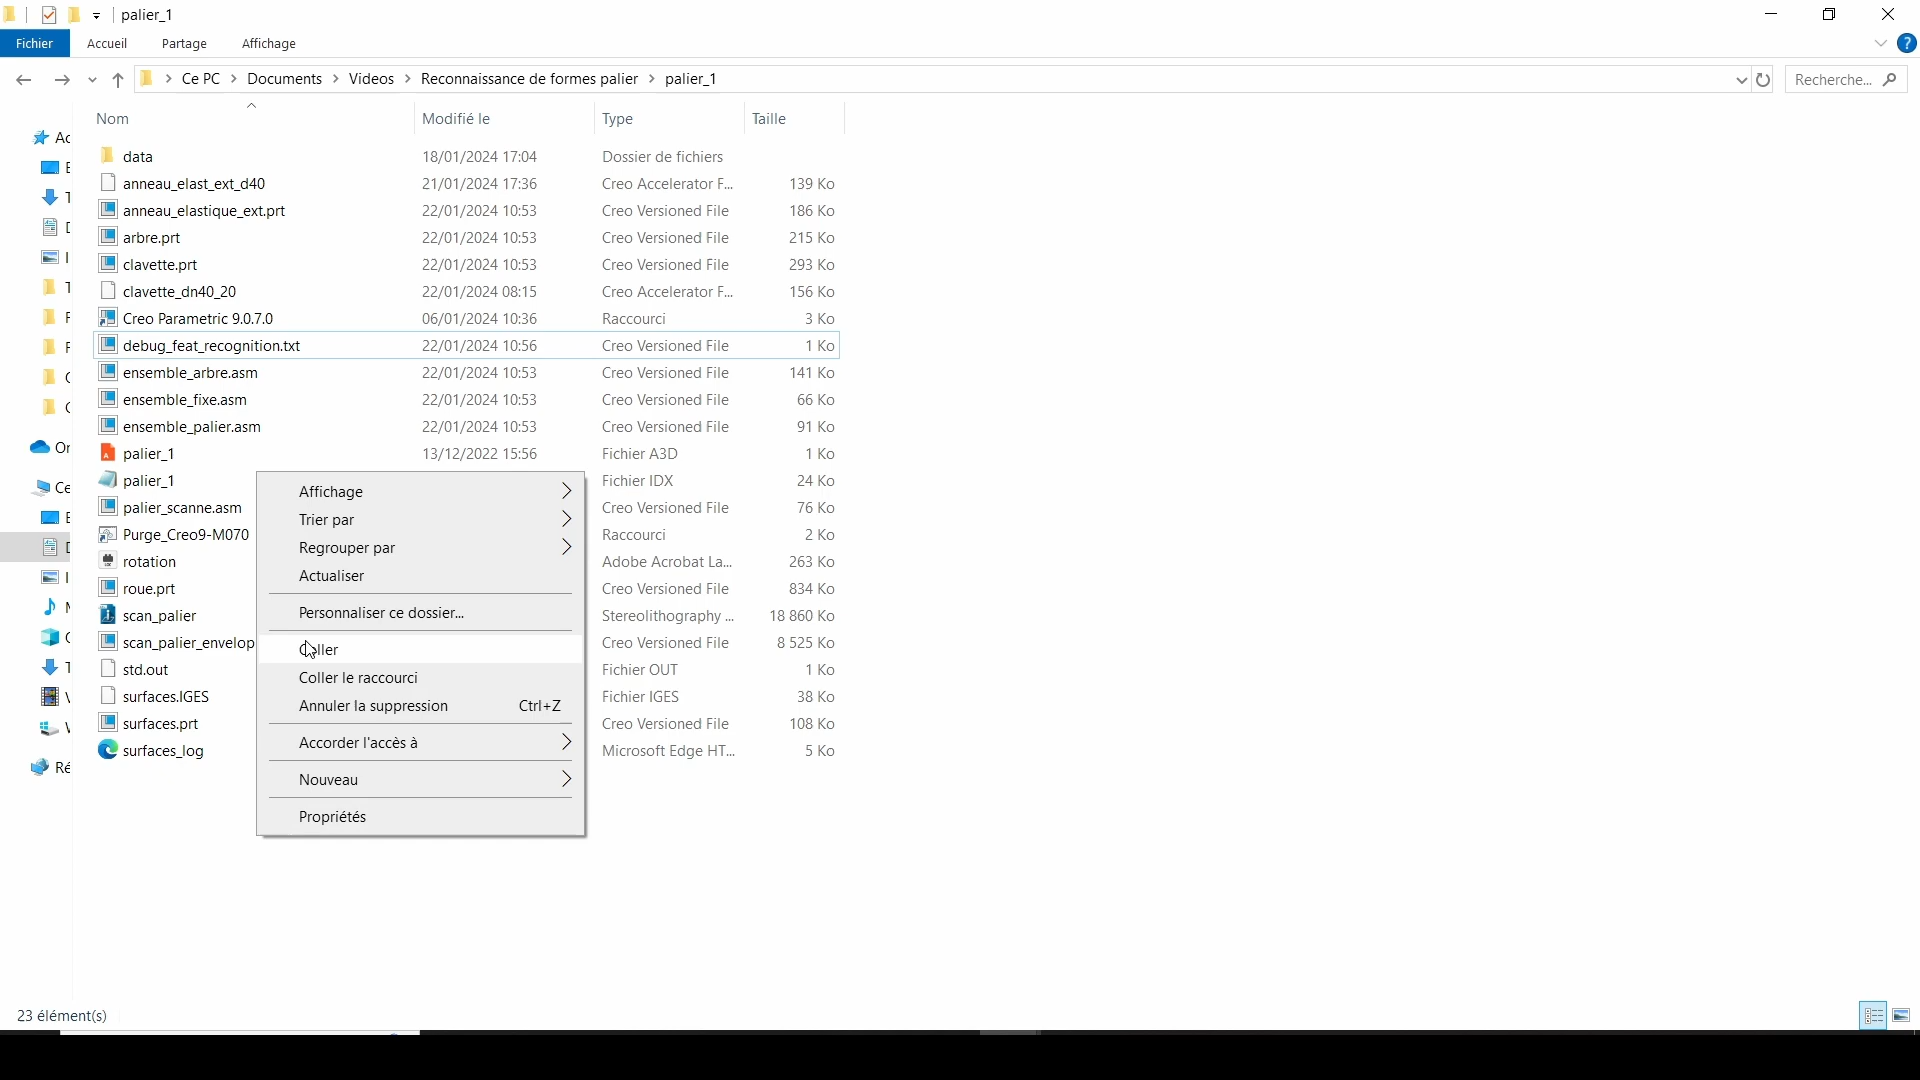 palier_1
Fichier Accueil Partage Affichage
Ce PC Documents Videos Reconnaissance de formes palier palier_1 Recherche...
Nom Modifié le Type Taille
data 18/01/2024 17:04 Dossier de fichiers
anneau_elast_ext_d40 21/01/2024 17:36 Creo Accelerator F... 139 Ko
anneau_elastique_ext.prt 22/01/2024 10:53 Creo Versioned File 186 Ko
arbre.prt 22/01/2024 10:53 Creo Versioned File 215 Ko
clavette.prt 22/01/2024 10:53 Creo Versioned File 293 Ko
clavette_dn40_20 22/01/2024 08:15 Creo Accelerator F... 156 Ko
Creo Parametric 9.0.7.0 06/01/2024 10:36 Raccourci 3 Ko
debug_feat_recognition.txt 22/01/2024 10:56 Creo Versioned File 1 Ko
ensemble_arbre.asm 22/01/2024 10:53 Creo Versioned File 141 Ko
ensemble_fixe.asm 22/01/2024 10:53 Creo Versioned File 66 Ko
ensemble_palier.asm 22/01/2024 10:53 Creo Versioned File 91 Ko
palier_1 13/12/2022 15:56 Fichier A3D 1 Ko
palier_1 Fichier IDX 24 Ko
palier_scanne.asm Creo Versioned File 76 Ko
Purge_Creo9-M070 Raccourci 2 Ko
rotation Adobe Acrobat La... 263 Ko
roue.prt Creo Versioned File 834 Ko
scan_palier Stereolithography ... 18 860 Ko
scan_palier_envelop Creo Versioned File 8 525 Ko
std.out Fichier OUT 1 Ko
surfaces.IGES Fichier IGES 38 Ko
surfaces.prt Creo Versioned File 108 Ko
surfaces_log Microsoft Edge HT... 5 Ko
Affichage
Trier par
Regrouper par
Actualiser
Personnaliser ce dossier...
Coller
Coller le raccourci
Annuler la suppression Ctrl+Z
Accorder l'accès à
Nouveau
Propriétés
23 élément(s)